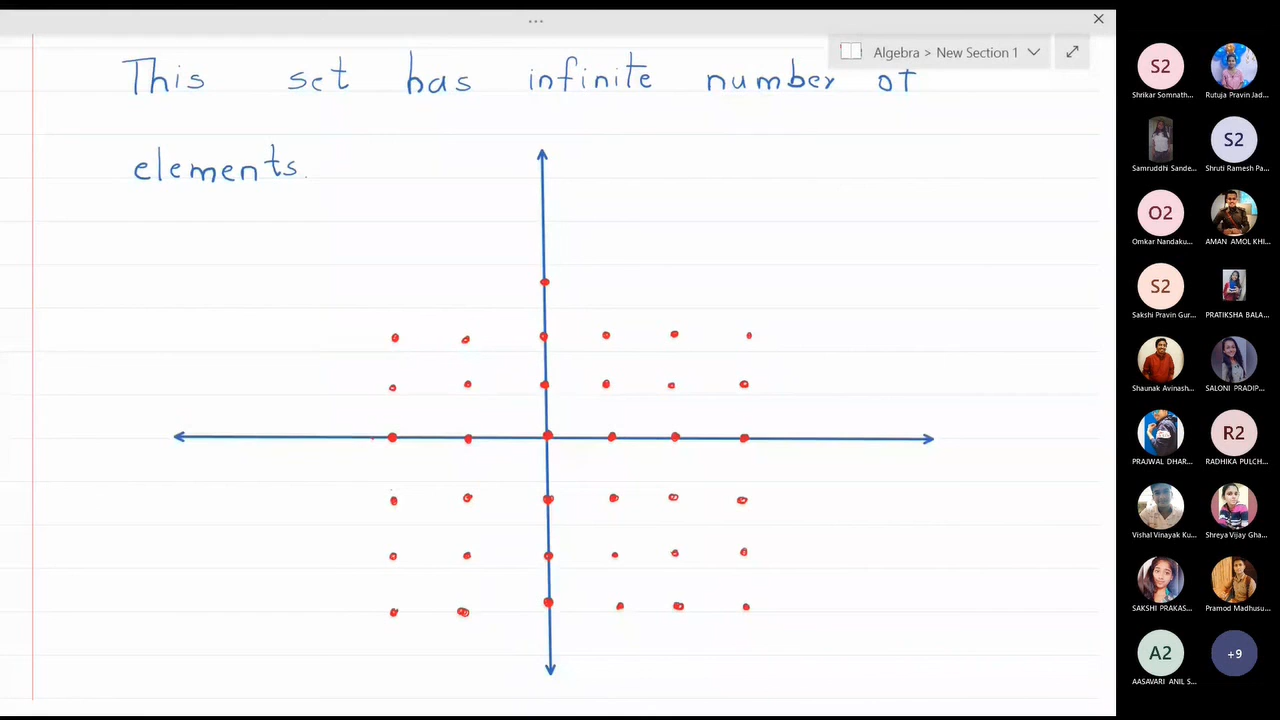 This set has infinite number of
elements.
Algebra > New Section 1
S2
Shrikar Somnath...
Rutuja Pravin Jad...
Samruddhi Sande...
S2
Shruti Ramesh Pa...
O2
Omkar Nandaku...
AMAN AMOL KHI...
S2
Sakshi Pravin Gur...
PRATIKSHA BALA...
Shaunak Avinash...
SALONI PRADIP...
PRAJWAL DHAR...
R2
RADHIKA PULCH...
Vishal Vinayak Ku...
Shreya Vijay Gha...
SAKSHI PRAKAS...
Pramod Madhusu...
A2
AASAVARI ANIL S...
+9